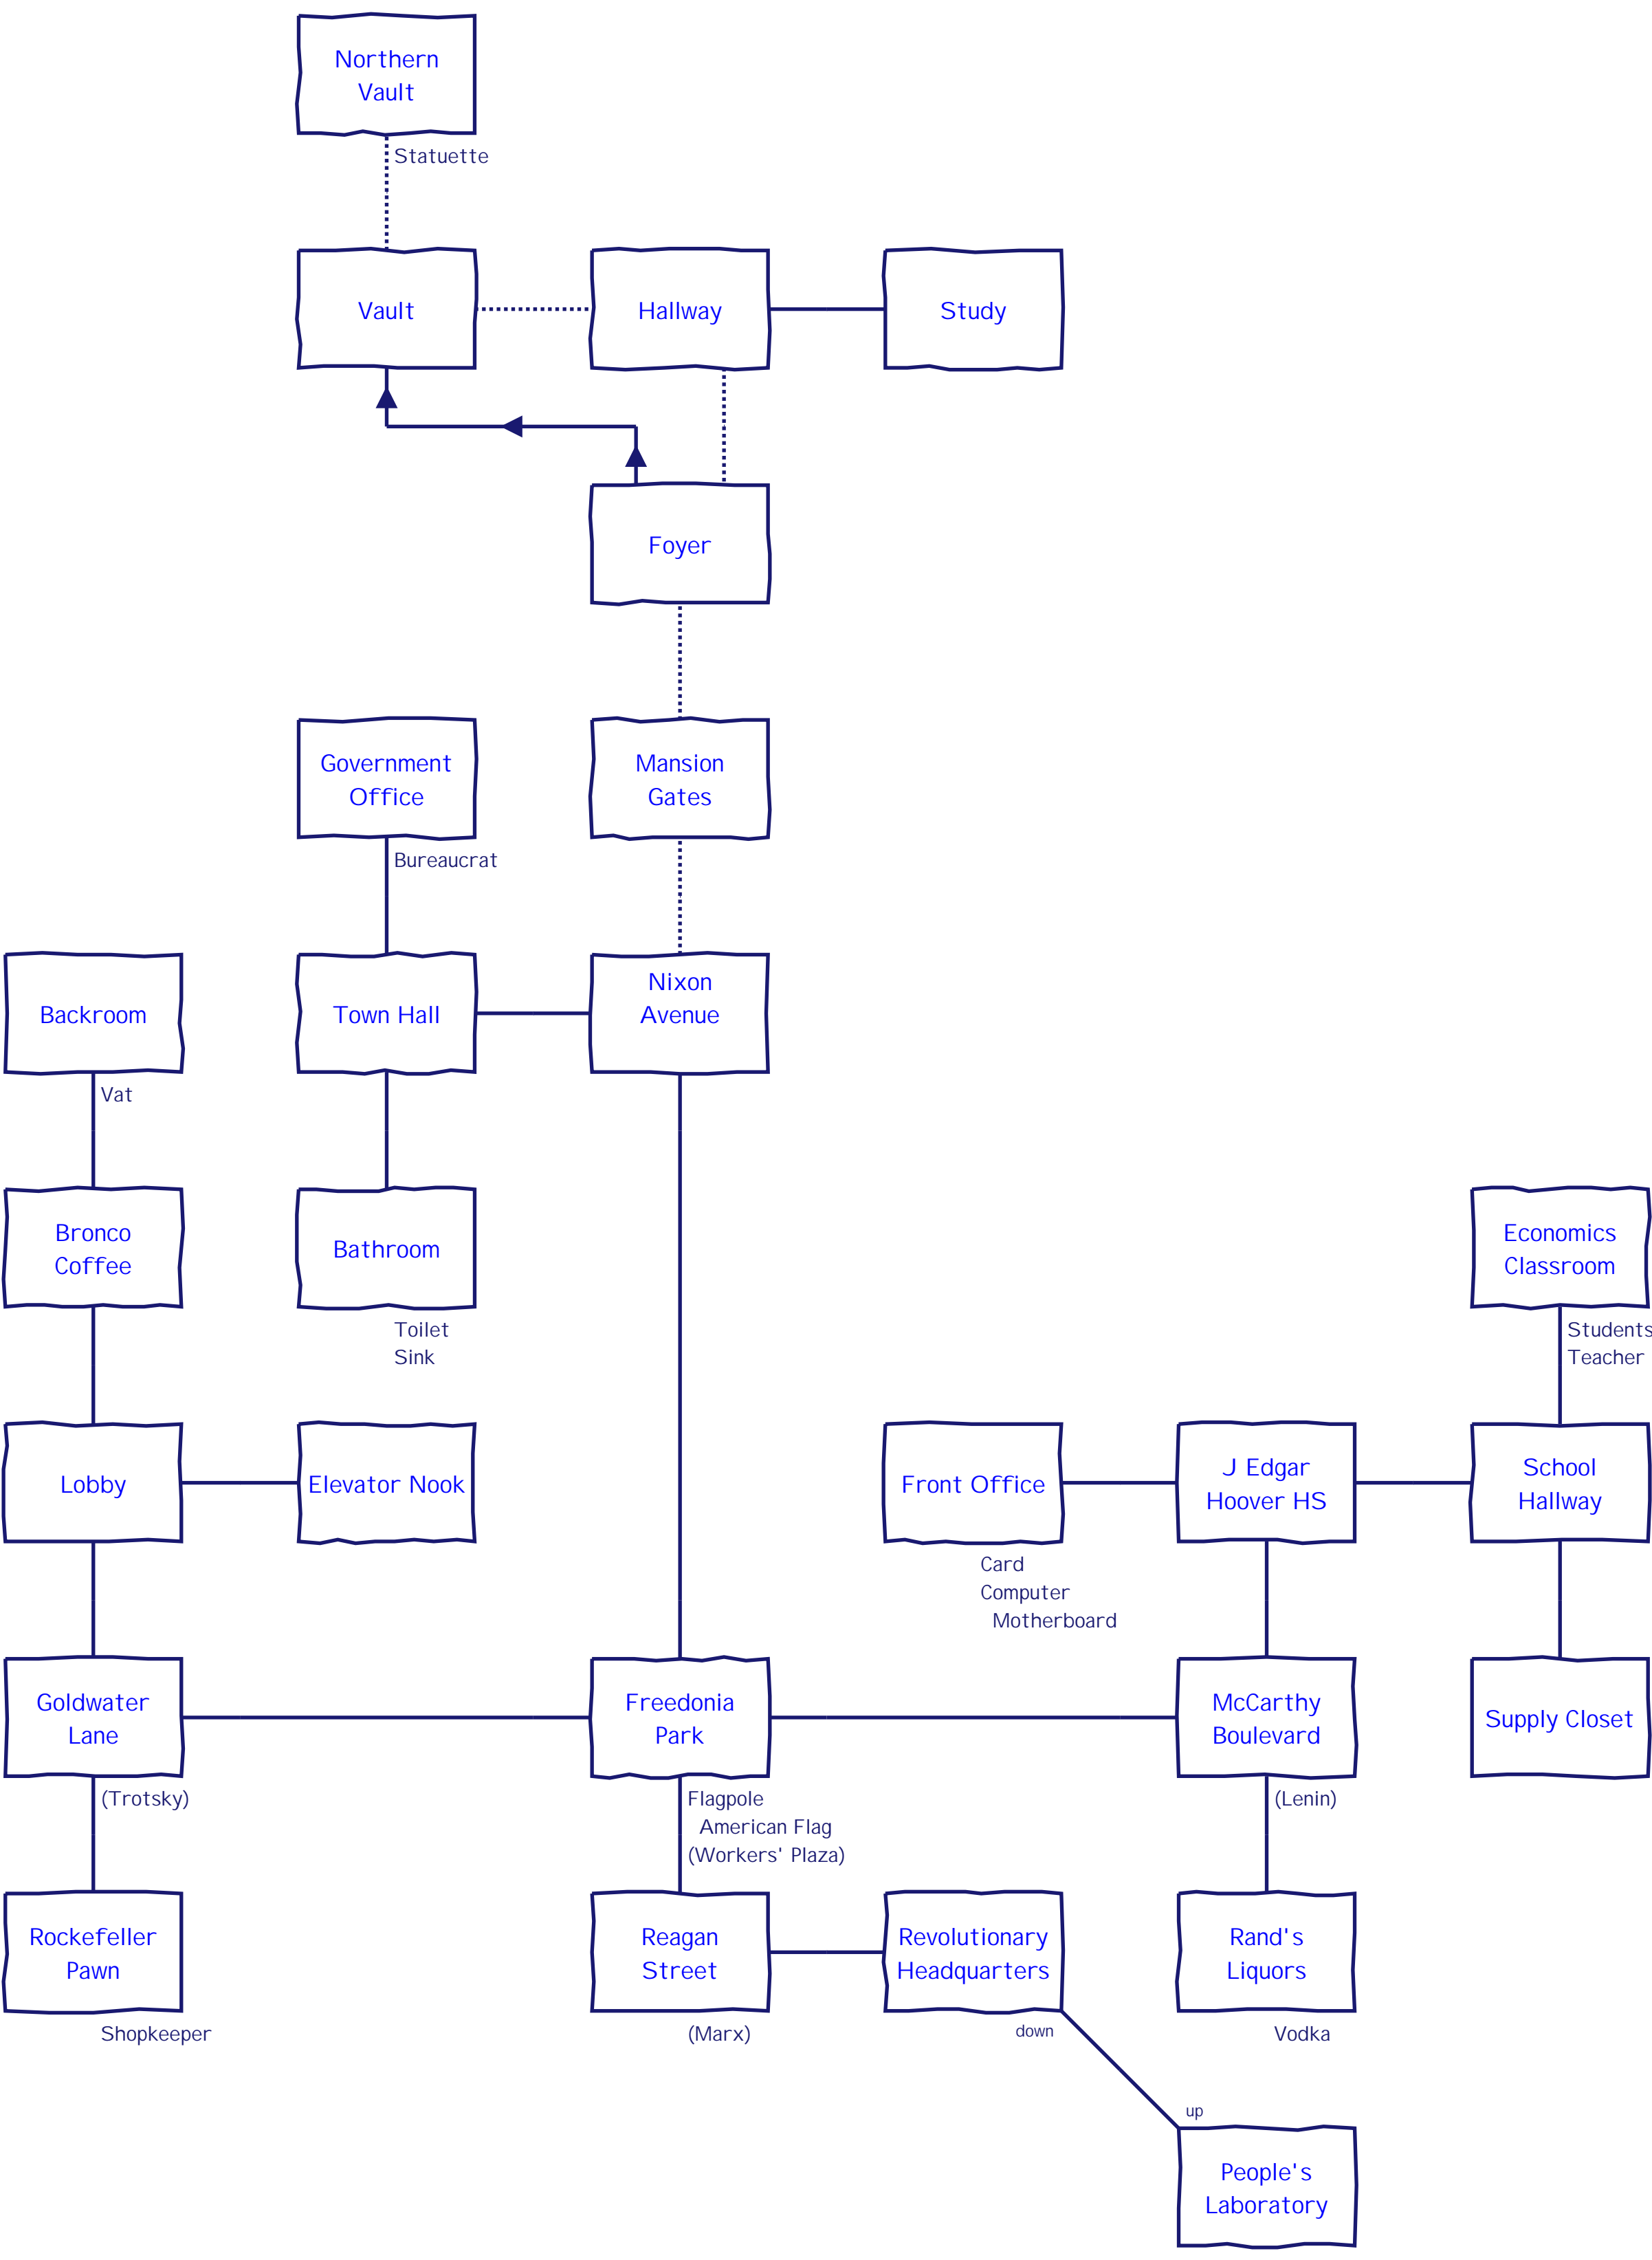 Northern
Vault
Statuette
Vault
Hallway
Study
Foyer
Government
Office
Mansion
Gates
Bureaucrat
Backroom
Town Hall
Nixon
Avenue
Vat
Bronco
Coffee
Bathroom
Economics
Classroom
Toilet
Sink
Students
Teacher
Lobby
Elevator Nook
Front Office
J Edgar
Hoover HS
School
Hallway
Card
Computer
Motherboard
Goldwater
Lane
Freedonia
Park
McCarthy
Boulevard
Supply Closet
(Trotsky)
Flagpole
American Flag
(Workers' Plaza)
(Lenin)
Rockefeller
Pawn
Reagan
Street
Revolutionary
Headquarters
Rand's
Liquors
Shopkeeper
(Marx)
down
Vodka
up
People's
Laboratory